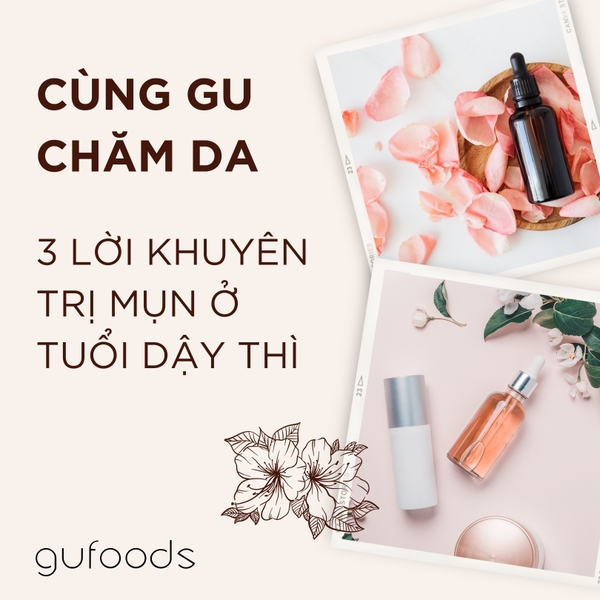 CÙNG GU
CHĂM DA
3 LỜI KHUYÊN
TRỊ MỤN Ở
TUỔI DẬY THÌ
gufoods